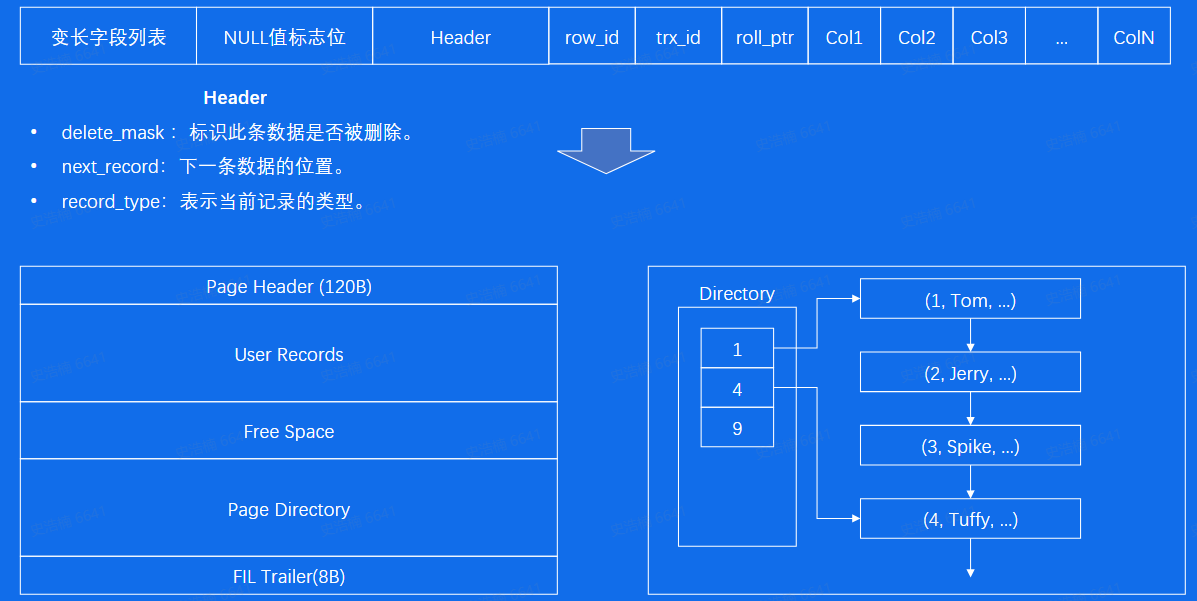 变长字段列表 NULL值标志位 Header row_id trx_id roll_ptr Col1 Col2 Col3 ... ColN
Header
• delete_mask：标识此条数据是否被删除。
• next_record：下一条数据的位置。
• record_type：表示当前记录的类型。
Page Header (120B)
User Records
Free Space
Page Directory
FIL Trailer(8B)
Directory
1
4
9
(1, Tom, ...)
(2, Jerry, ...)
(3, Spike, ...)
(4, Tuffy, ...)